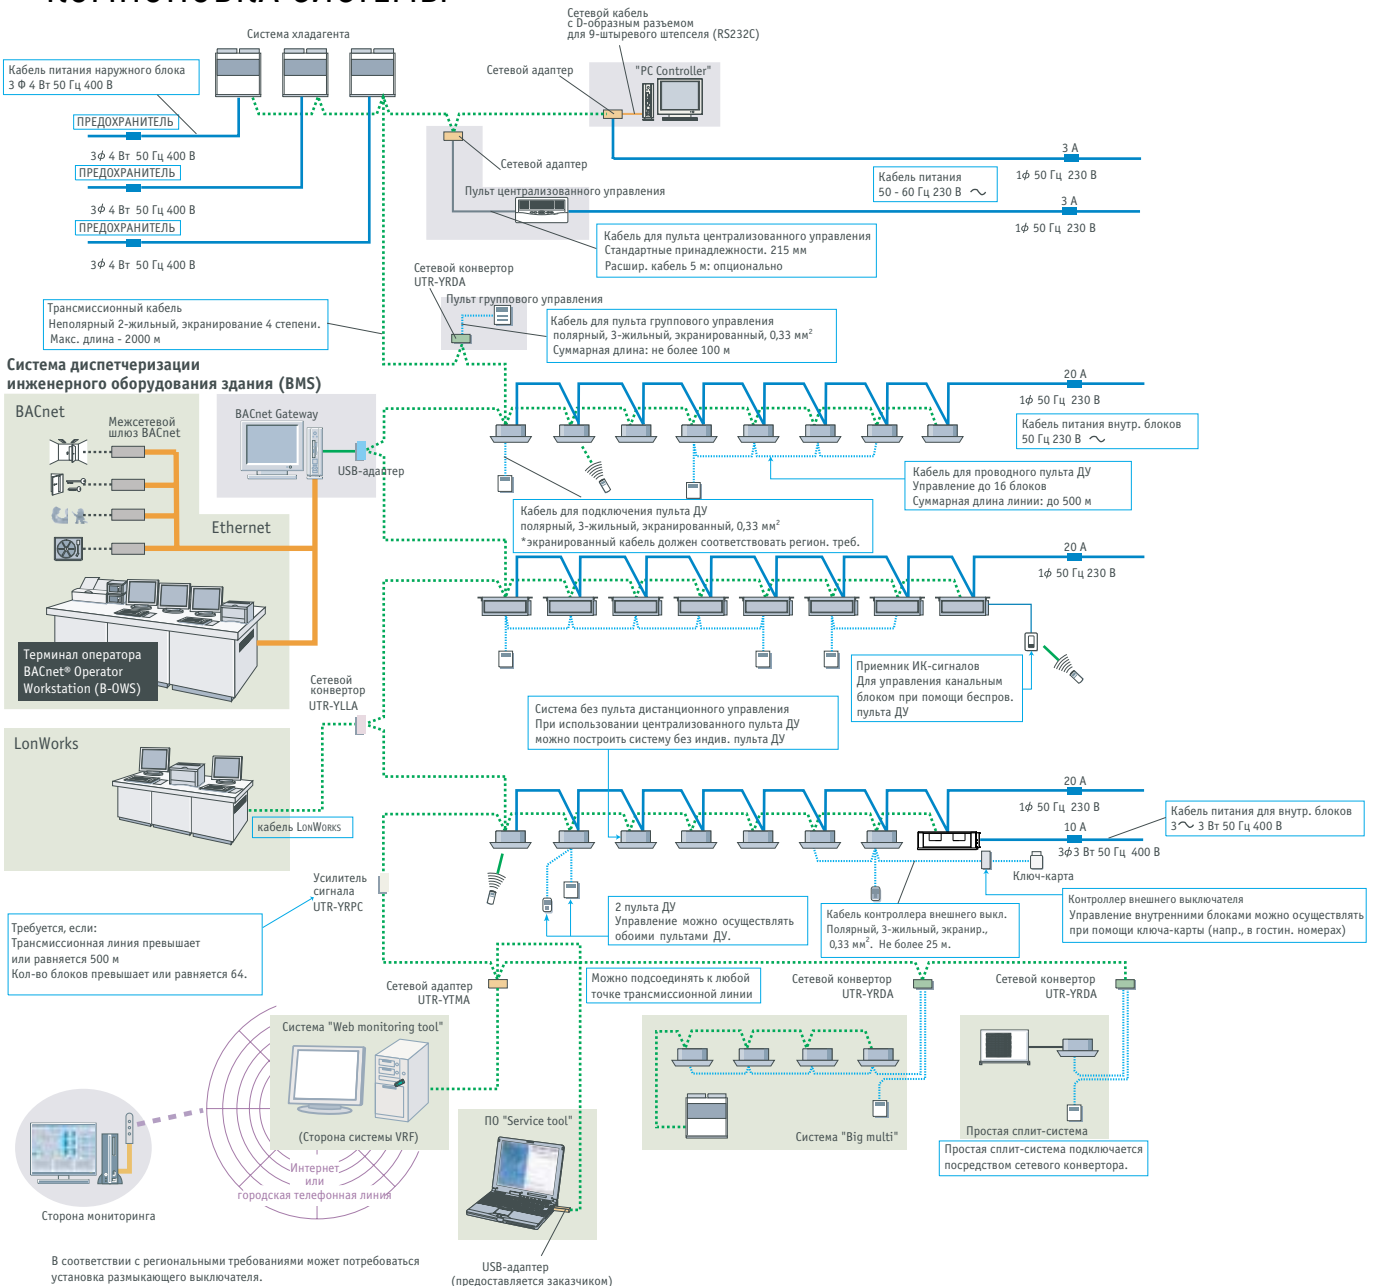 КОМПОНОВКА СИСТЕМЫ
Система хладагента
Сетевой кабель
с D-образным разъемом
для 9-штыревого штепселя (RS232C)
Сетевой адаптер
"PC Controller"
Кабель питания наружного блока
3 Ф 4 Вт 50 Гц 400 В
ПРЕДОХРАНИТЕЛЬ
3ф 4 Вт 50 Гц 400 В
ПРЕДОХРАНИТЕЛЬ
3ф 4 Вт 50 Гц 400 В
ПРЕДОХРАНИТЕЛЬ
3ф 4 Вт 50 Гц 400 В
Сетевой адаптер
Пульт централизованного управления
3 А
1ф 50 Гц 230 В
Кабель питания
50 - 60 Гц 230 В ～
3 А
1ф 50 Гц 230 В
Кабель для пульта централизованного управления
Стандартные принадлежности. 215 мм
Расшир. кабель 5 м: опционально
Сетевой конвертор
UTR-YRDA
Пульт группового управления
Трансмиссионный кабель
Неполярный 2-жильный, экранирование 4 степени.
Макс. длина - 2000 м
Кабель для пульта группового управления
полярный, 3-жильный, экранированный, 0,33 мм²
Суммарная длина: не более 100 м
Система диспетчеризации
инженерного оборудования здания (BMS)
BACnet
Межсетевой
шлюз BACnet
BACnet Gateway
USB-адаптер
Ethernet
20 А
1ф 50 Гц 230 В
Кабель питания внутр. блоков
50 Гц 230 В ～
Кабель для проводного пульта ДУ
Управление до 16 блоков
Суммарная длина линии: до 500 м
Кабель для подключения пульта ДУ
полярный, 3-жильный, экранированный, 0,33 мм²
*экранированный кабель должен соответствовать регион. треб.
20 А
1ф 50 Гц 230 В
Терминал оператора
BACnet® Operator
Workstation (B-OWS)
Приемник ИК-сигналов
Для управления канальным
блоком при помощи беспров.
пульта ДУ
Сетевой
конвертор
UTR-YLLA
Система без пульта дистанционного управления
При использовании централизованного пульта ДУ
можно построить систему без индив. пульта ДУ
LonWorks
кабель LonWorks
20 А
1ф 50 Гц 230 В
10 А
3ф3 Вт 50 Гц 400 В
Кабель питания для внутр. блоков
3～ 3 Вт 50 Гц 400 В
Ключ-карта
Усилитель
сигнала
UTR-YRPC
Требуется, если:
Трансмиссионная линия превышает
или равняется 500 м
Кол-во блоков превышает или равняется 64.
2 пульта ДУ
Управление можно осуществлять
обоими пультами ДУ.
Кабель контроллера внешнего выкл.
Полярный, 3-жильный, экранир.,
0,33 мм². Не более 25 м.
Контроллер внешнего выключателя
Управление внутренними блоками можно осуществлять
при помощи ключа-карты (напр., в гостин. номерах)
Сетевой адаптер
UTR-YTMA
Можно подсоединять к любой
точке трансмиссионной линии
Сетевой конвертор
UTR-YRDA
Сетевой конвертор
UTR-YRDA
Система "Web monitoring tool"
(Сторона системы VRF)
Интернет
или
городская телефонная линия
Сторона мониторинга
ПО "Service tool"
USB-адаптер
(предоставляется заказчиком)
Система "Big multi"
Простая сплит-система
Простая сплит-система подключается
посредством сетевого конвертора.
В соответствии с региональными требованиями может потребоваться
установка размыкающего выключателя.